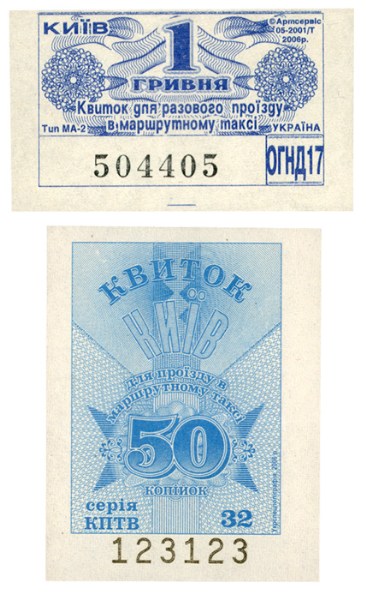 КИЇВ
1
ГРИВНЯ
©Артсервіс
05-2001/Т
2006р.
Квиток для разового проїзду
в маршрутному таксі
Тип МА-2
УКРАЇНА
504405
ОГНД17
КВИТОК
КИЇВ
для проїзду в
маршрутному таксі
50
КОПІЙОК
серія
КПТВ
32
123123